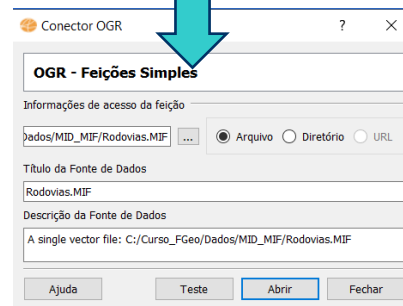 Conector OGR ? ×
OGR - Feições Simples
Informações de acesso da feição
Dados/MID_MIF/Rodovias.MIF ... Arquivo Diretório URL
Título da Fonte de Dados
Rodovias.MIF
Descrição da Fonte de Dados
A single vector file: C:/Curso_FGeo/Dados/MID_MIF/Rodovias.MIF
Ajuda Teste Abrir Fechar